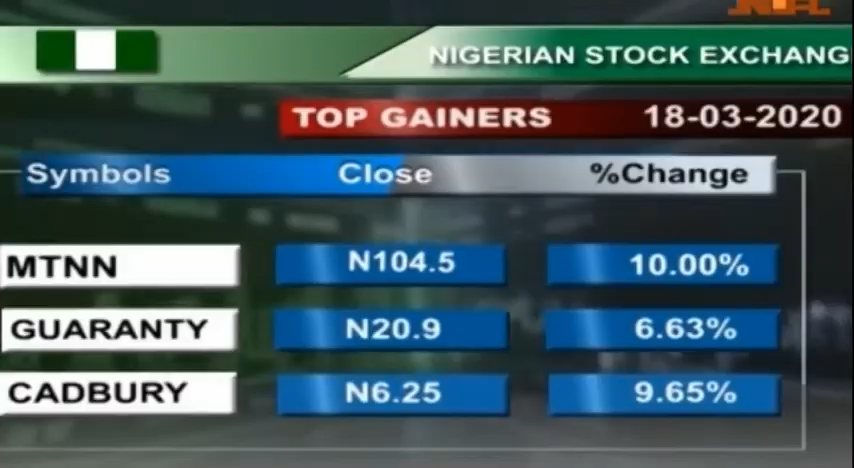 NIGERIAN STOCK EXCHANG
TOP GAINERS 18-03-2020
Symbols Close %Change
MTNN N104.5 10.00%
GUARANTY N20.9 6.63%
CADBURY N6.25 9.65%